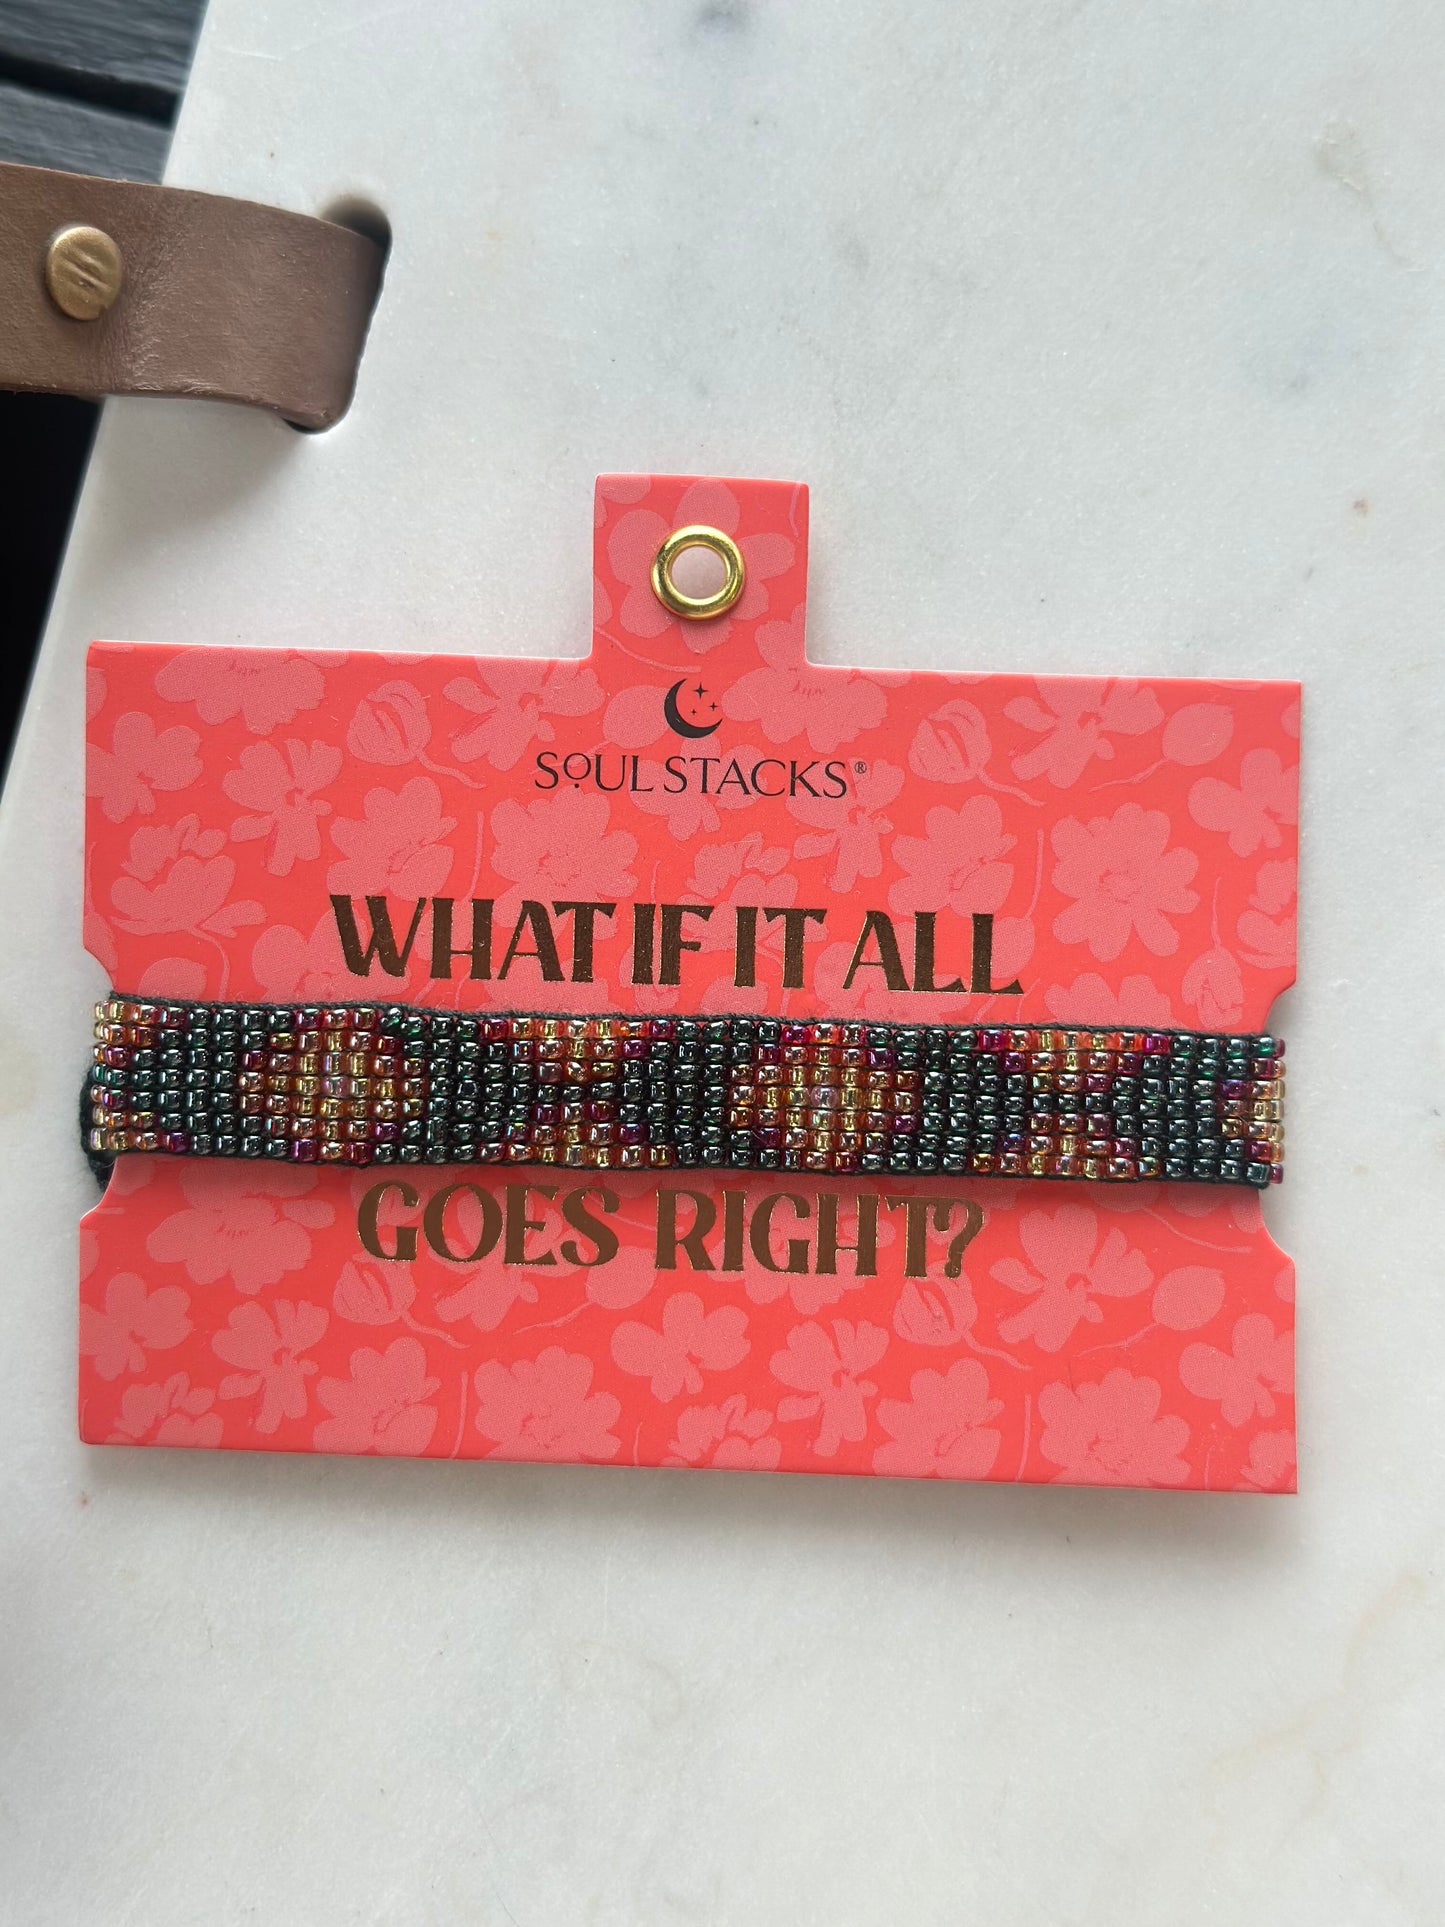 SOUL STACKS®
WHAT IF IT ALL
GOES RIGHT?